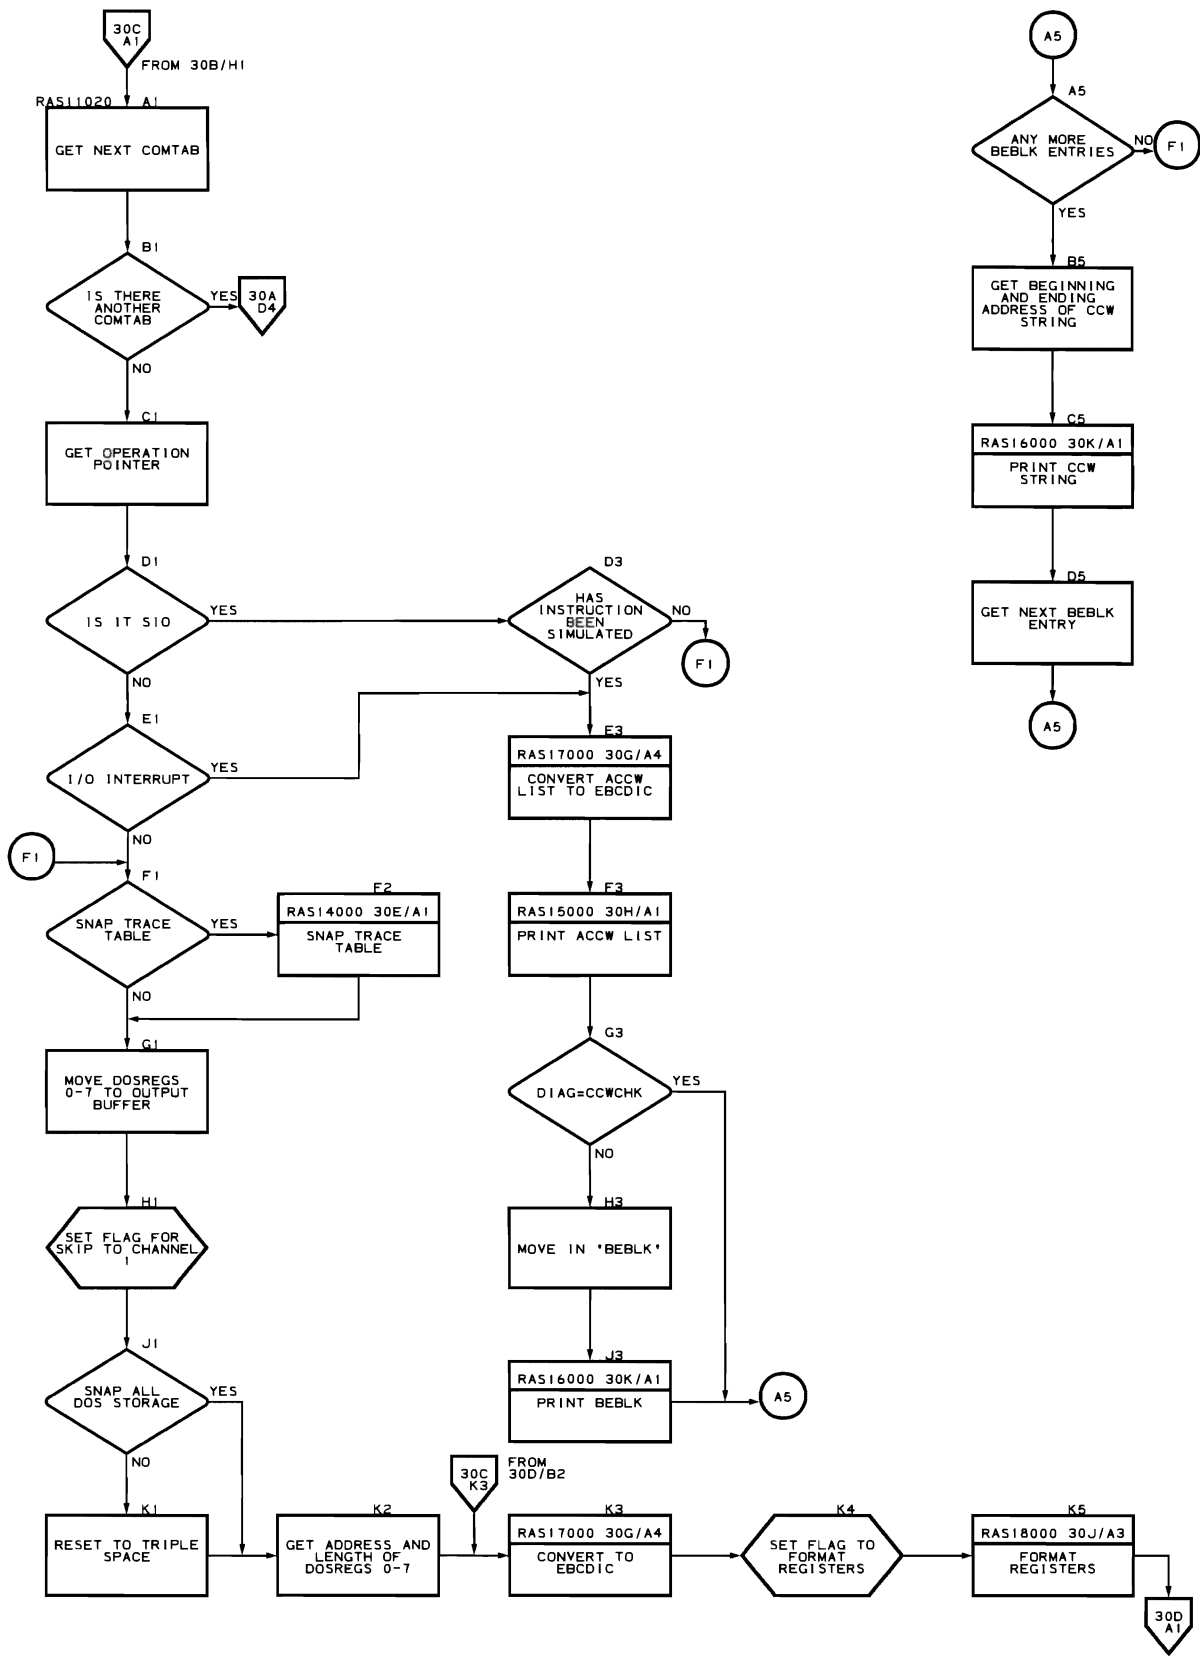 30C
A1
FROM 30B/H1
RAS11020 A1
GET NEXT COMTAB
B1
IS THERE
ANOTHER
COMTAB
YES
30A
D4
NO
C1
GET OPERATION
POINTER
D1
IS IT SIO
YES
NO
D3
HAS
INSTRUCTION
BEEN
SIMULATED
NO
F1
YES
E1
I/O INTERRUPT
YES
NO
E3
RAS17000 30G/A4
CONVERT ACCW
LIST TO EBCDIC
F1
F1
SNAP TRACE
TABLE
YES
NO
F2
RAS14000 30E/A1
SNAP TRACE
TABLE
F3
RAS15000 30H/A1
PRINT ACCW LIST
G1
MOVE DOSREGS
0-7 TO OUTPUT
BUFFER
G3
DIAG=CCWCHK
YES
NO
H1
SET FLAG FOR
SKIP TO CHANNEL
1
H3
MOVE IN 'BEBLK'
J1
SNAP ALL
DOS STORAGE
YES
NO
J3
RAS16000 30K/A1
PRINT BEBLK
A5
K1
RESET TO TRIPLE
SPACE
K2
GET ADDRESS AND
LENGTH OF
DOSREGS 0-7
30C
K3
FROM
30D/B2
K3
RAS17000 30G/A4
CONVERT TO
EBCDIC
K4
SET FLAG TO
FORMAT
REGISTERS
K5
RAS18000 30J/A3
FORMAT
REGISTERS
30D
A1
A5
A5
ANY MORE
BEBLK ENTRIES
NO
F1
YES
B5
GET BEGINNING
AND ENDING
ADDRESS OF CCW
STRING
C5
RAS16000 30K/A1
PRINT CCW
STRING
D5
GET NEXT BEBLK
ENTRY
A5